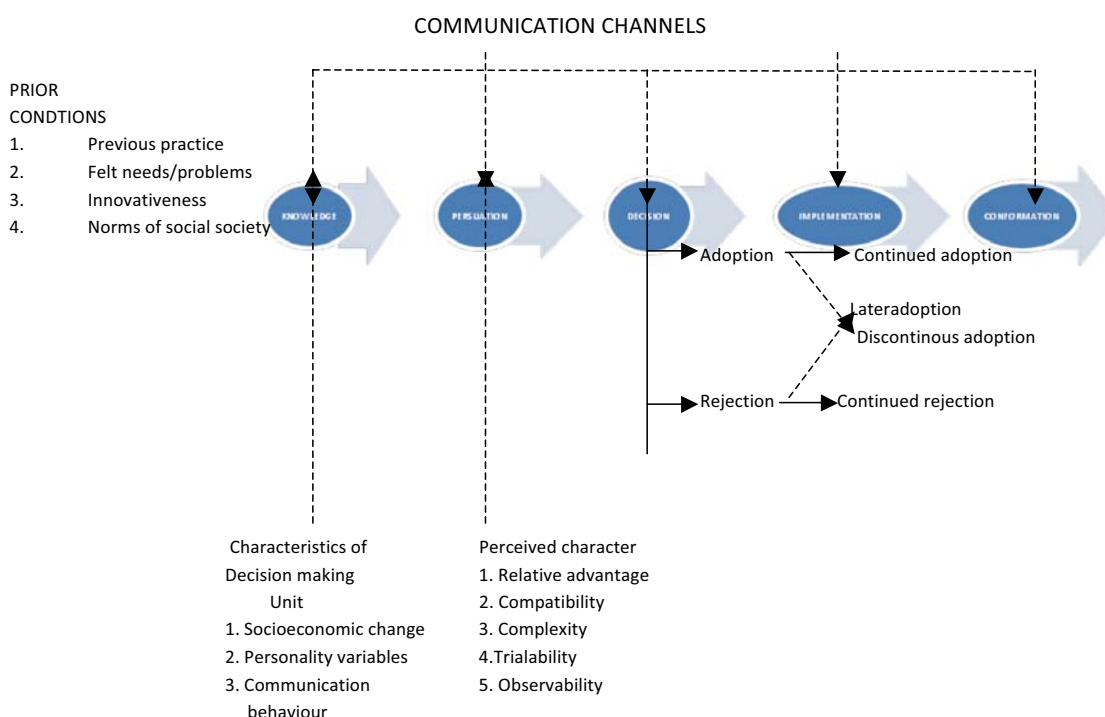 COMMUNICATION CHANNELS
PRIOR
CONDTIONS
1. Previous practice
2. Felt needs/problems
3. Innovativeness
4. Norms of social society
KNOWLEDGE
PERSUATION
DECISION
IMPLEMENTATION
CONFORMATION
Adoption
Continued adoption
Lateradoption
Discontinous adoption
Rejection
Continued rejection
Characteristics of
Decision making
Unit
1. Socioeconomic change
2. Personality variables
3. Communication
behaviour
Perceived character
1. Relative advantage
2. Compatibility
3. Complexity
4.Trialability
5. Observability